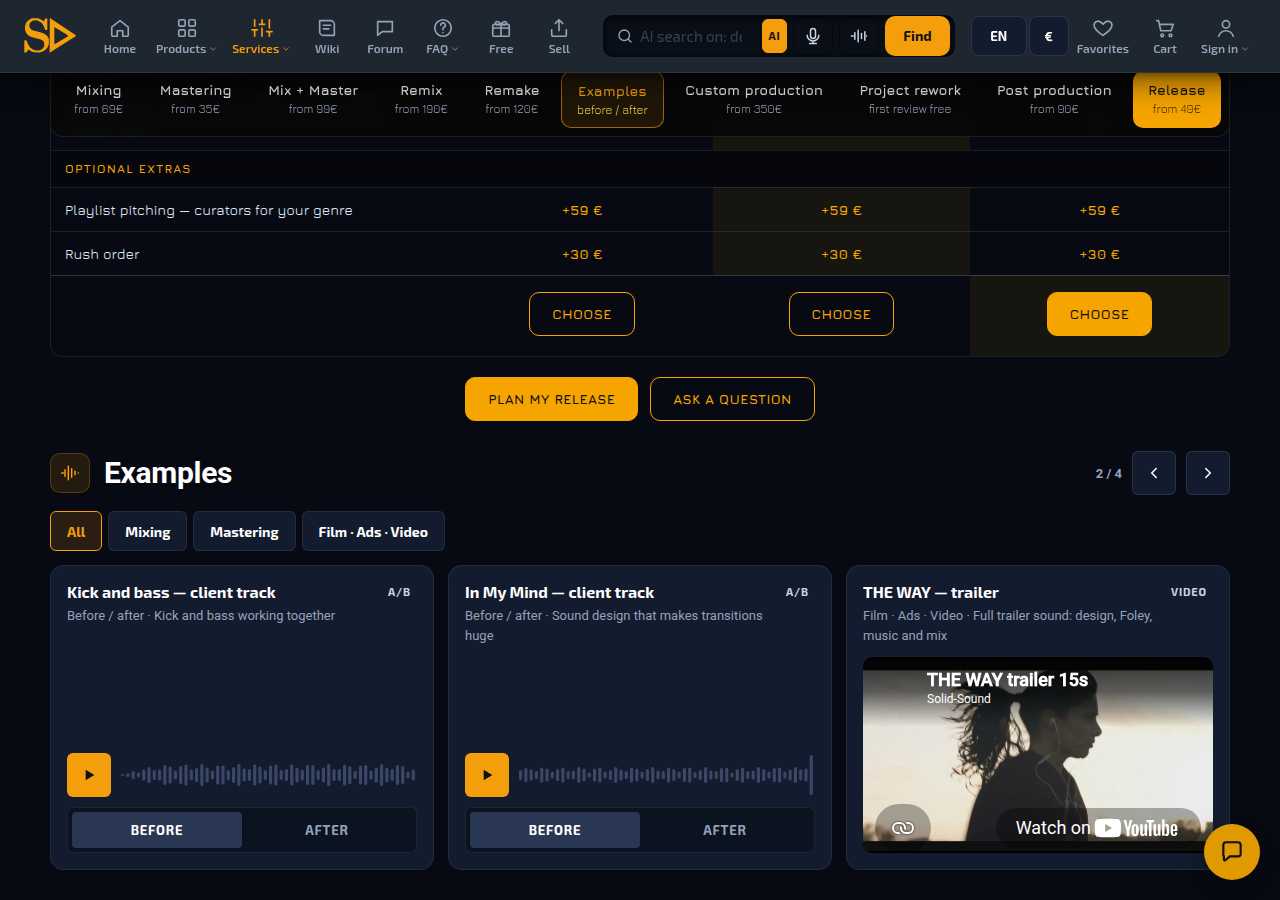 SD
Home
Products
Services
Wiki
Forum
FAQ
Free
Sell
AI search on: de
AI
Find
EN
€
Favorites
Cart
Sign in
Mixing
from 69€
Mastering
from 35€
Mix + Master
from 99€
Remix
from 190€
Remake
from 120€
Examples
before / after
Custom production
from 350€
Project rework
first review free
Post production
from 90€
Release
from 49€
OPTIONAL EXTRAS
Playlist pitching — curators for your genre
+59 €
+59 €
+59 €
Rush order
+30 €
+30 €
+30 €
CHOOSE
CHOOSE
CHOOSE
PLAN MY RELEASE
ASK A QUESTION
Examples
2 / 4
All
Mixing
Mastering
Film · Ads · Video
Kick and bass — client track
A/B
Before / after · Kick and bass working together
BEFORE
AFTER
In My Mind — client track
A/B
Before / after · Sound design that makes transitions
huge
BEFORE
AFTER
THE WAY — trailer
VIDEO
Film · Ads · Video · Full trailer sound: design, Foley,
music and mix
THE WAY trailer 15s
Solid-Sound
Watch on YouTube